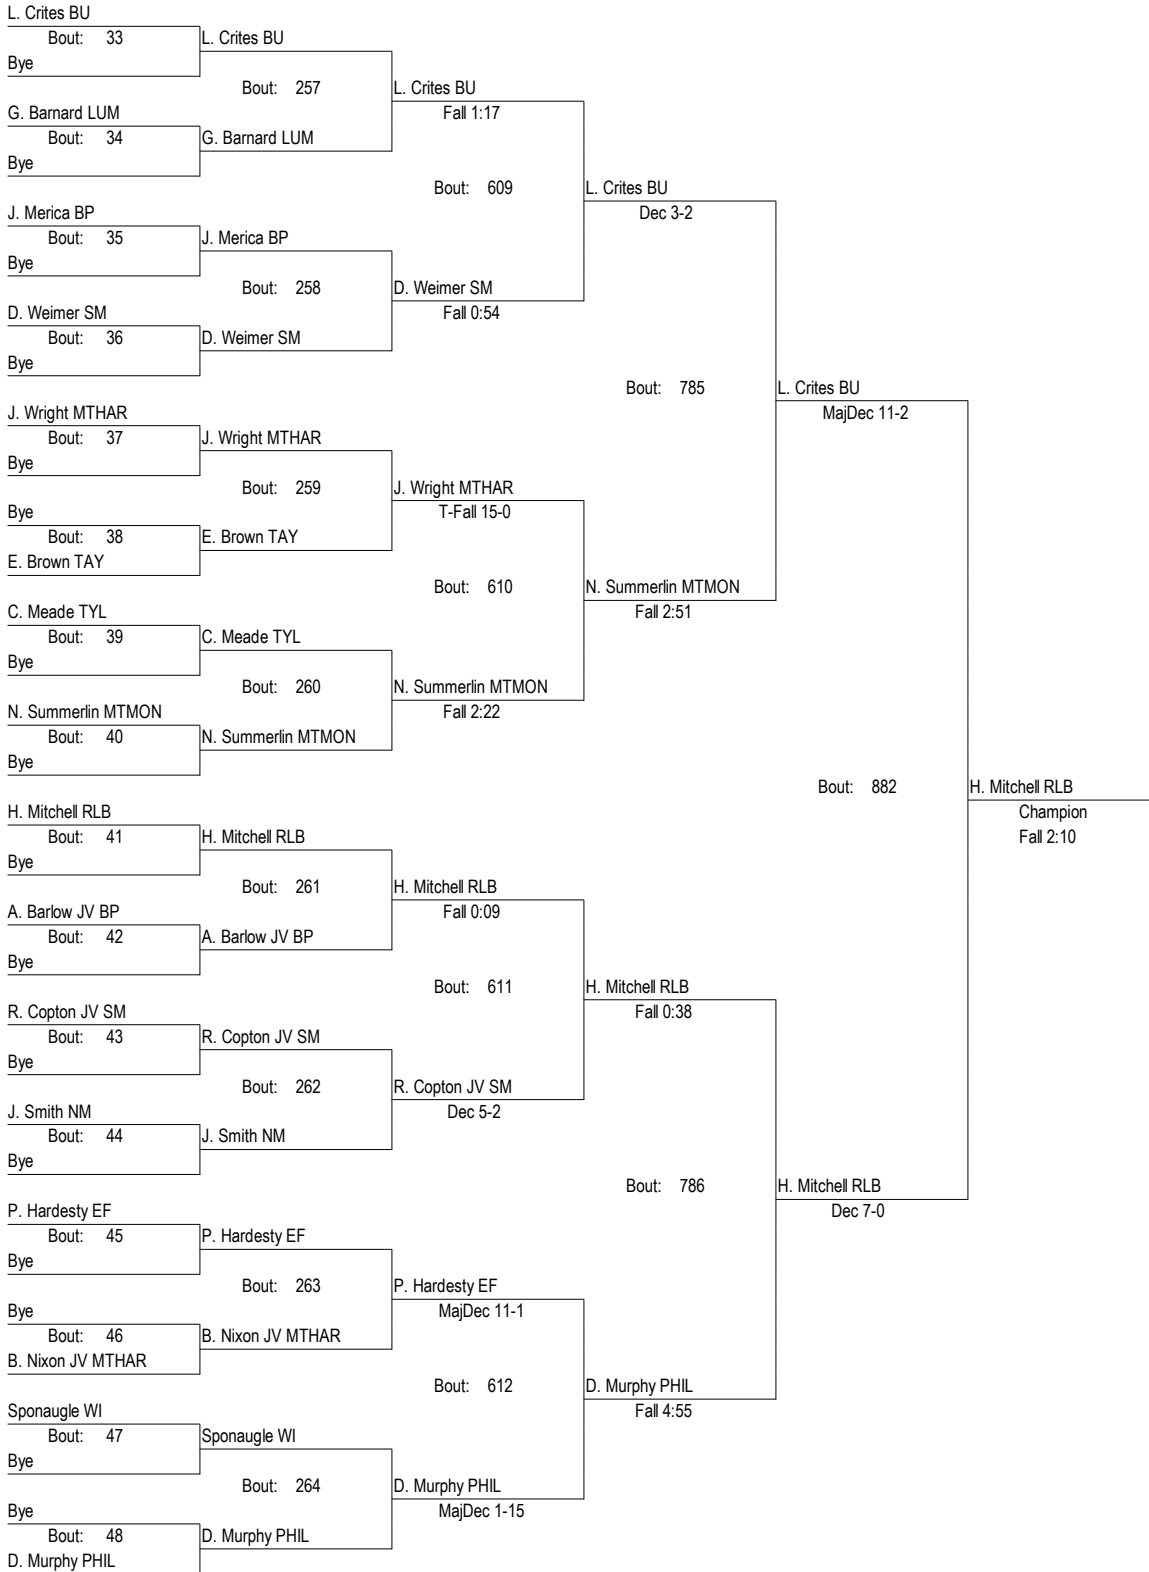 L. Crites BU
Bout: 33
L. Crites BU
Bye
Bout: 257
L. Crites BU
G. Barnard LUM
Fall 1:17
Bout: 34
G. Barnard LUM
Bye
Bout: 609
L. Crites BU
J. Merica BP
Dec 3-2
Bout: 35
J. Merica BP
Bye
Bout: 258
D. Weimer SM
D. Weimer SM
Fall 0:54
Bout: 36
D. Weimer SM
Bye
Bout: 785
L. Crites BU
J. Wright MTHAR
MajDec 11-2
Bout: 37
J. Wright MTHAR
Bye
Bout: 259
J. Wright MTHAR
Bye
T-Fall 15-0
Bout: 38
E. Brown TAY
E. Brown TAY
Bout: 610
N. Summerlin MTMON
C. Meade TYL
Fall 2:51
Bout: 39
C. Meade TYL
Bye
Bout: 260
N. Summerlin MTMON
N. Summerlin MTMON
Fall 2:22
Bout: 40
N. Summerlin MTMON
Bye
Bout: 882
H. Mitchell RLB
H. Mitchell RLB
Champion
Bout: 41
H. Mitchell RLB
Fall 2:10
Bye
Bout: 261
H. Mitchell RLB
A. Barlow JV BP
Fall 0:09
Bout: 42
A. Barlow JV BP
Bye
Bout: 611
H. Mitchell RLB
R. Copton JV SM
Fall 0:38
Bout: 43
R. Copton JV SM
Bye
Bout: 262
R. Copton JV SM
J. Smith NM
Dec 5-2
Bout: 44
J. Smith NM
Bye
Bout: 786
H. Mitchell RLB
P. Hardesty EF
Dec 7-0
Bout: 45
P. Hardesty EF
Bye
Bout: 263
P. Hardesty EF
Bye
MajDec 11-1
Bout: 46
B. Nixon JV MTHAR
B. Nixon JV MTHAR
Bout: 612
D. Murphy PHIL
Sponaugle WI
Fall 4:55
Bout: 47
Sponaugle WI
Bye
Bout: 264
D. Murphy PHIL
Bye
MajDec 1-15
Bout: 48
D. Murphy PHIL
D. Murphy PHIL